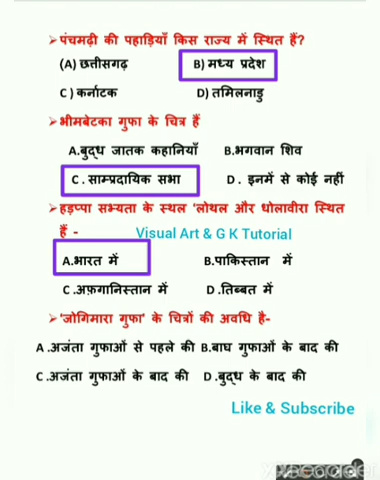 ➢पंचमढ़ी की पहाड़ियाँ किस राज्य में स्थित हैं?
(A) छत्तीसगढ़ B) मध्य प्रदेश
C ) कर्नाटक D) तमिलनाडु
➢भीमबेटका गुफा के चित्र हैं
A.बुद्ध जातक कहानियाँ B.भगवान शिव
C . साम्प्रदायिक सभा D . इनमें से कोई नहीं
➢हड़प्पा सभ्यता के स्थल 'लोथल और धोलावीरा स्थित
हैं - Visual Art & G K Tutorial
A.भारत में B.पाकिस्तान में
C .अफ़गानिस्तान में D .तिब्बत में
➢'जोगिमारा गुफा' के चित्रों की अवधि है-
A .अजंता गुफाओं से पहले की B.बाघ गुफाओं के बाद की
C .अजंता गुफाओं के बाद की D .बुद्ध के बाद की
Like & Subscribe